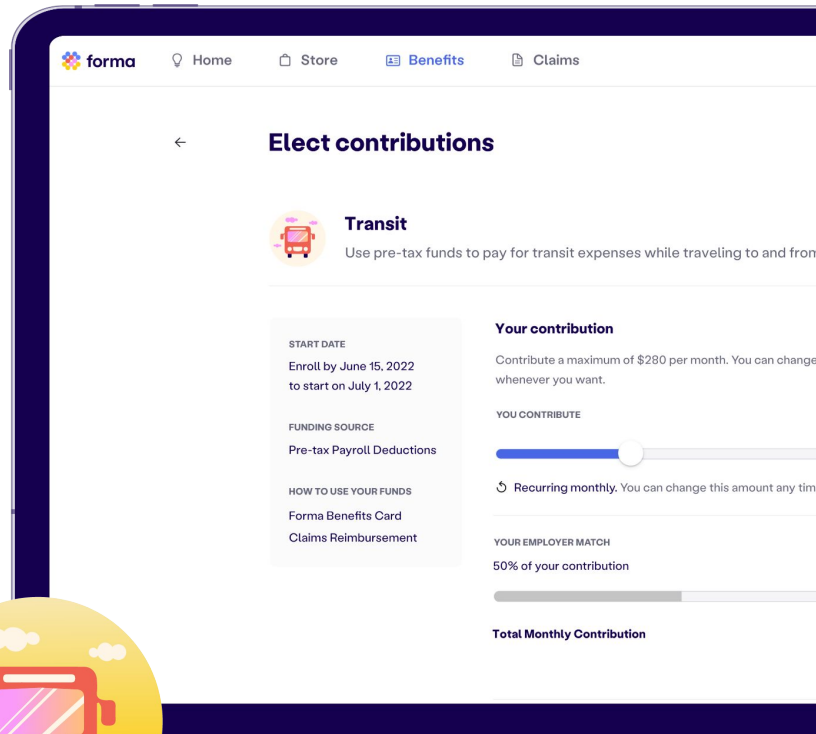 forma
Home
Store
Benefits
Claims
Elect contributions
Transit
Use pre-tax funds to pay for transit expenses while traveling to and from
START DATE
Enroll by June 15, 2022
to start on July 1, 2022
FUNDING SOURCE
Pre-tax Payroll Deductions
HOW TO USE YOUR FUNDS
Forma Benefits Card
Claims Reimbursement
Your contribution
Contribute a maximum of $280 per month. You can change
whenever you want.
YOU CONTRIBUTE
Recurring monthly. You can change this amount any tim
YOUR EMPLOYER MATCH
50% of your contribution
Total Monthly Contribution